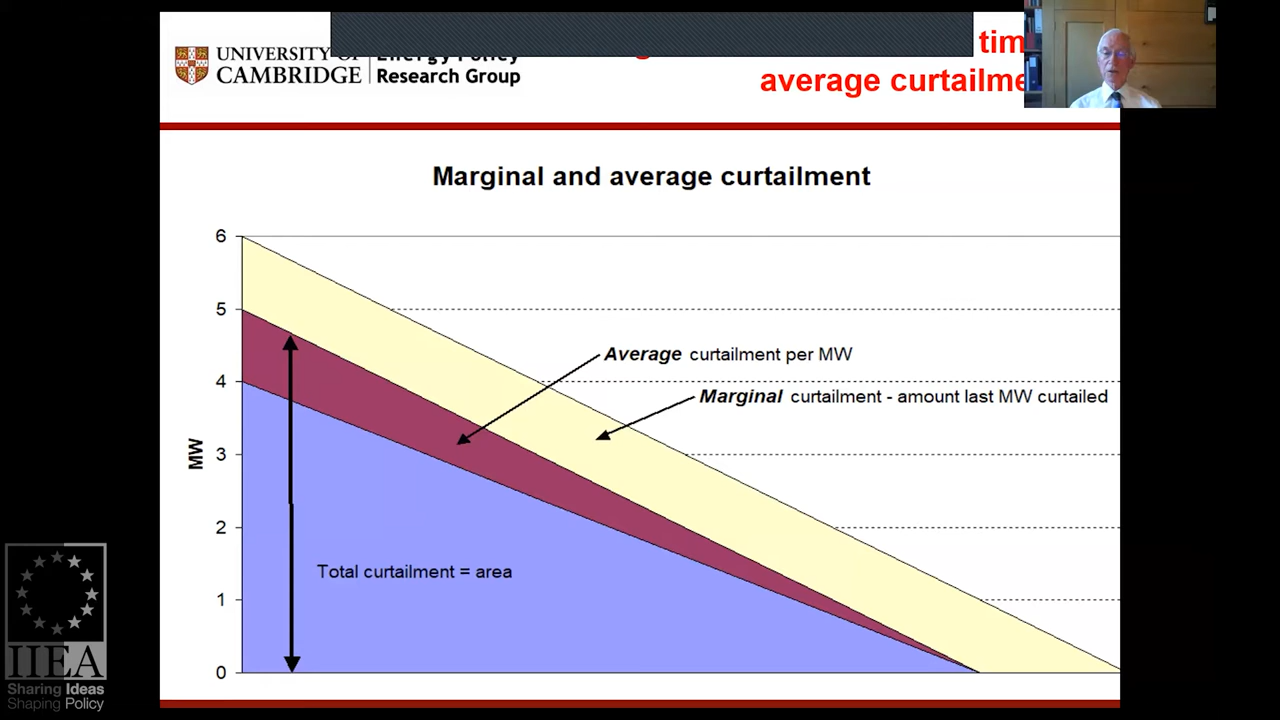 UNIVERSITY OF
CAMBRIDGE
Energy Policy
Research Group
average
Marginal and average curtailment
6
5
4
3
2
1
0
MW
Average curtailment per MW
Marginal curtailment - amount last MW curtailed
Total curtailment = area
IIEA
Sharing Ideas
Shaping Policy